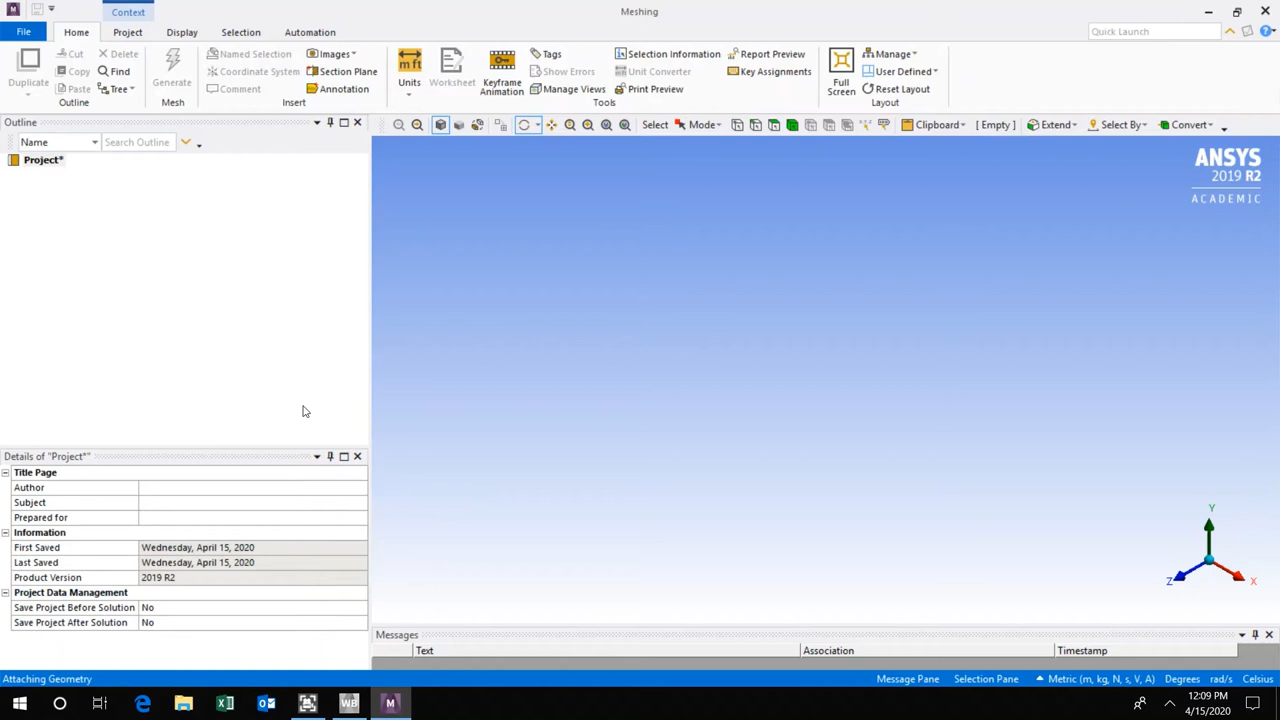 Context
Meshing
File Home Project Display Selection Automation Quick Launch
Duplicate Cut Delete Generate Named Selection Images Units Worksheet Keyframe Animation Tags Selection Information Report Preview Full Screen Manage
Copy Find Coordinate System Section Plane Show Errors Unit Converter Key Assignments User Defined
Paste Tree Comment Annotation Manage Views Print Preview Reset Layout
Outline Mesh Insert Tools Layout
Outline
Select Mode Clipboard [ Empty ] Extend Select By Convert
Name Search Outline
Project*
ANSYS
2019 R2
ACADEMIC
Details of "Project*"
Title Page
Author
Subject
Prepared for
Information
First Saved Wednesday, April 15, 2020
Last Saved Wednesday, April 15, 2020
Product Version 2019 R2
Project Data Management
Save Project Before Solution No
Save Project After Solution No
Y
Z
X
Messages
Text Association Timestamp
Attaching Geometry Message Pane Selection Pane Metric (m, kg, N, s, V, A) Degrees rad/s Celsius
WB M 12:09 PM
4/15/2020